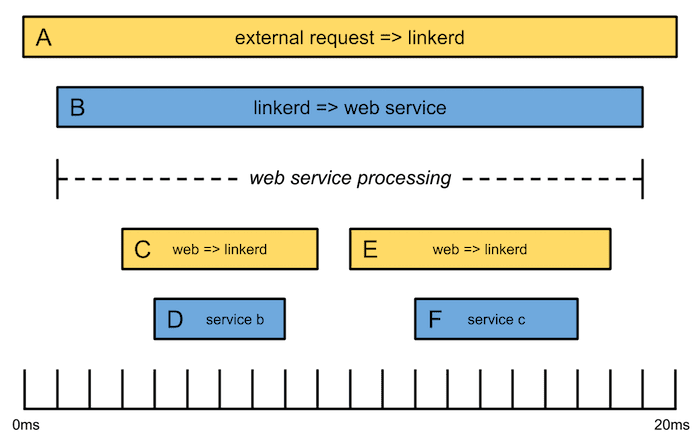 A external request => linkerd
B linkerd => web service
web service processing
C web => linkerd E web => linkerd
D service b F service c
0ms 20ms